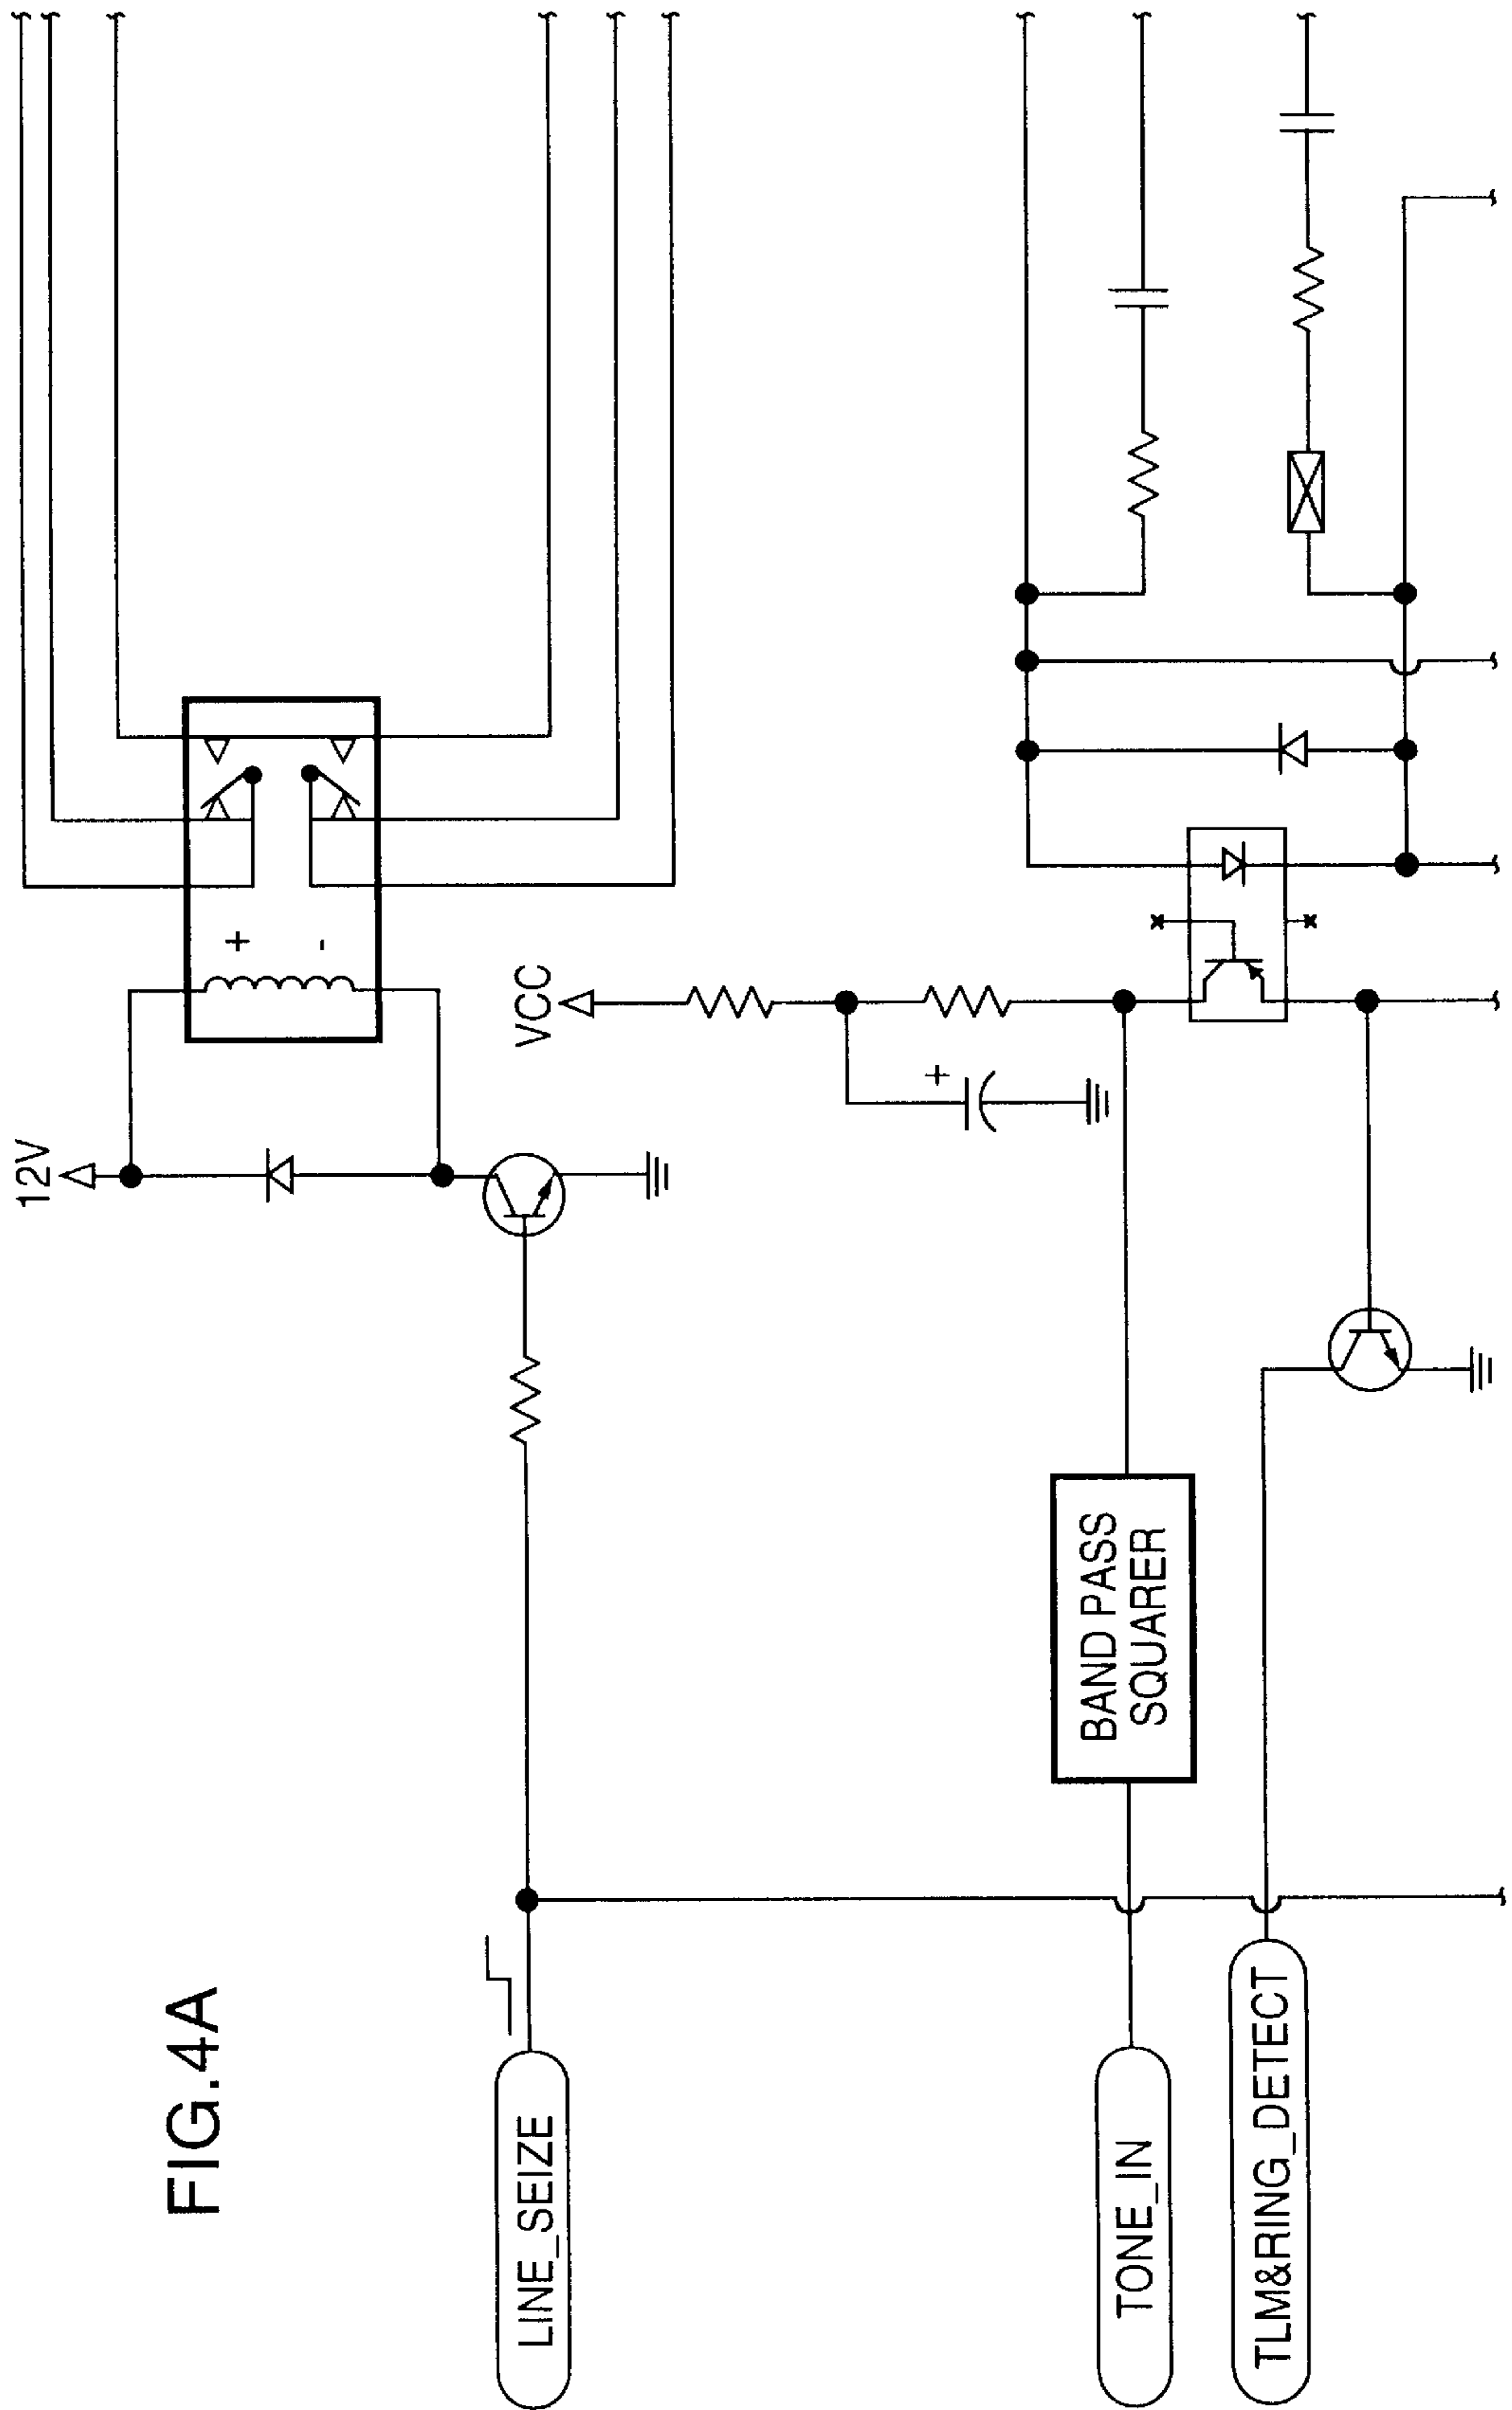 FIG.4A
12V
+
-
VCC
+
LINE_SEIZE
BAND PASS
SQUARER
TONE_IN
TLM&RING_DETECT